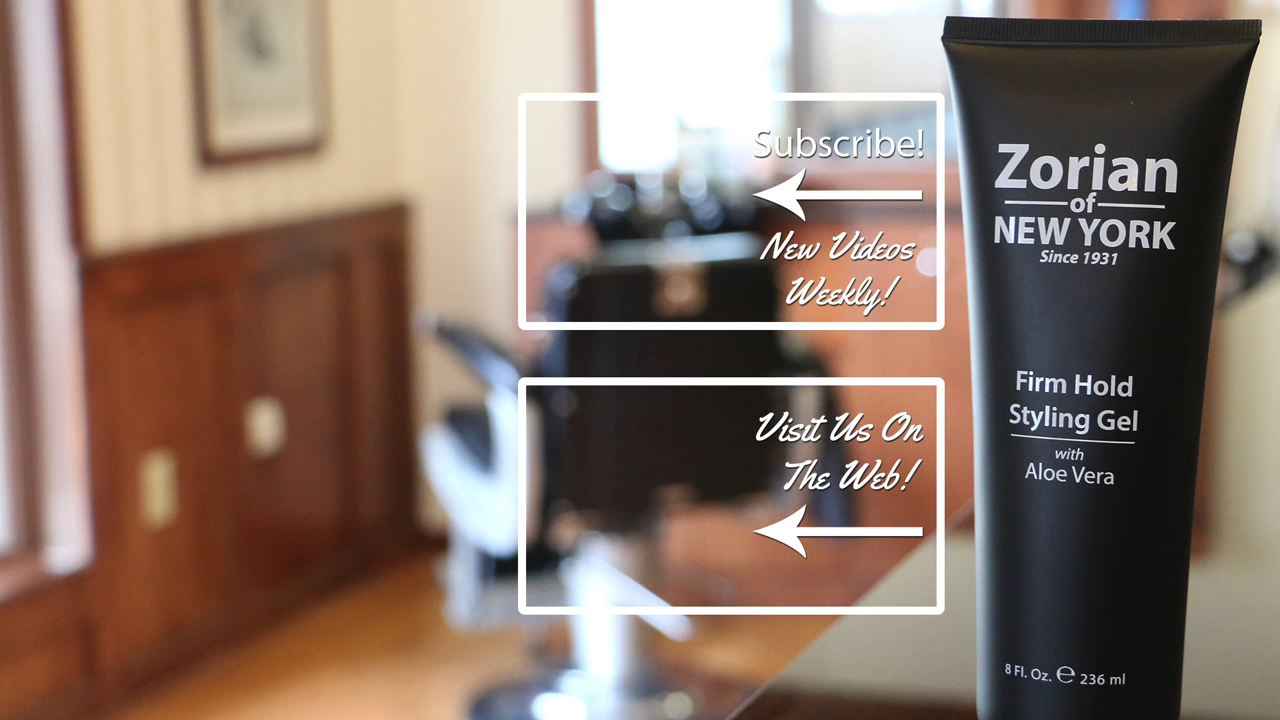 Subscribe!
New Videos
Weekly!
Visit Us On
The Web!
Zorian
of
NEW YORK
Since 1931
Firm Hold
Styling Gel
with
Aloe Vera
8 Fl. Oz. ℮ 236 ml